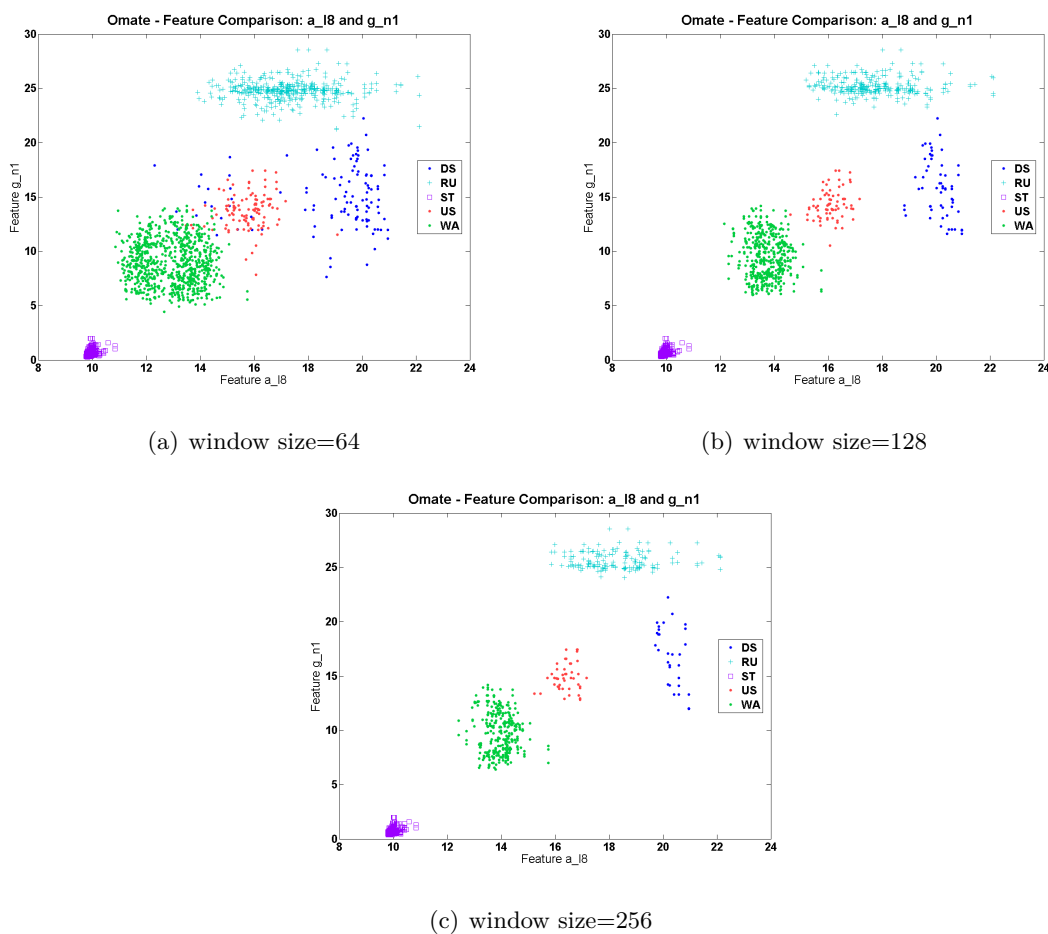 Omate - Feature Comparison: a_l8 and g_n1
30
25
20
15
10
5
0
Feature g_n1
8 10 12 14 16 18 20 22 24
Feature a_l8
DS
RU
ST
US
WA
(a) window size=64
Omate - Feature Comparison: a_l8 and g_n1
30
25
20
15
10
5
0
Feature g_n1
8 10 12 14 16 18 20 22 24
Feature a_l8
DS
RU
ST
US
WA
(b) window size=128
Omate - Feature Comparison: a_l8 and g_n1
30
25
20
15
10
5
0
Feature g_n1
8 10 12 14 16 18 20 22 24
Feature a_l8
DS
RU
ST
US
WA
(c) window size=256